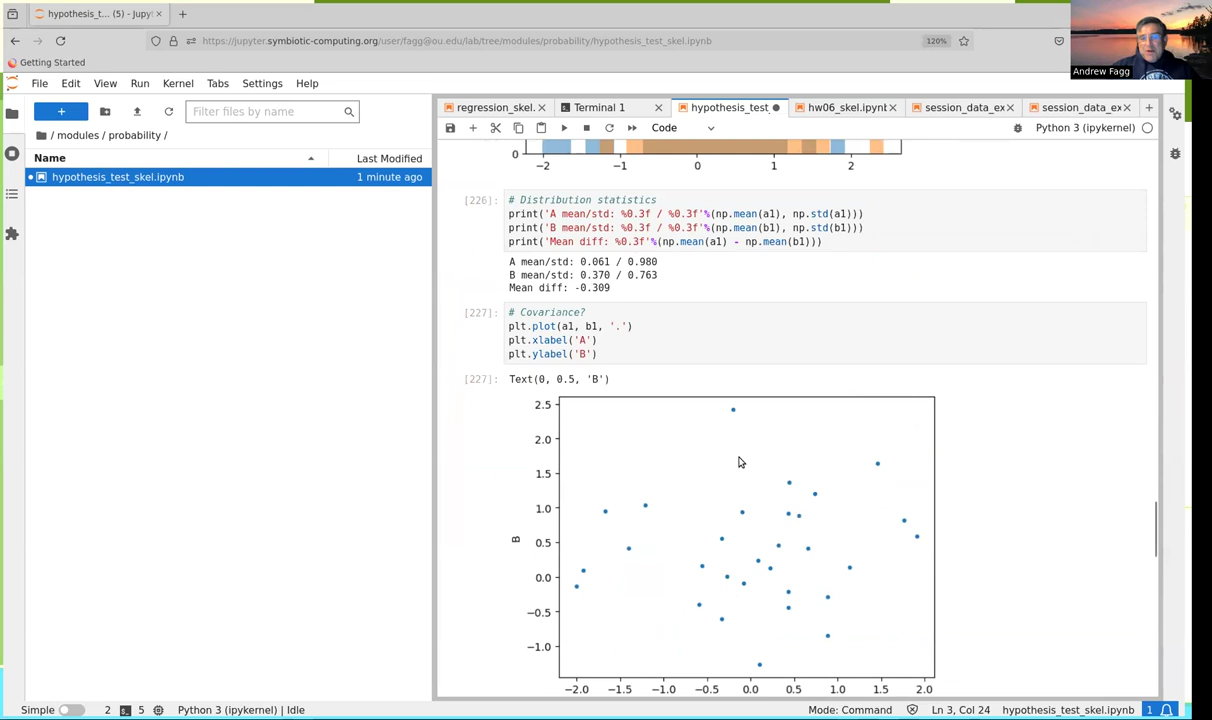 hypothesis_t... (5) - Jupyt
https://jupyter.symbiotic-computing.org/user/fagg@ou.edu/lab/tree/modules/probability/hypothesis_test_skel.ipynb
120%
Getting Started
Andrew Fagg
File Edit View Run Kernel Tabs Settings Help
Filter files by name
regression_skel.
Terminal 1
hypothesis_test_
hw06_skel.ipynb
session_data_ex
session_data_ex
Code
Python 3 (ipykernel)
/ modules / probability /
Name
Last Modified
hypothesis_test_skel.ipynb
1 minute ago
0
−2 −1 0 1 2
[226]:
# Distribution statistics
print('A mean/std: %0.3f / %0.3f'%(np.mean(a1), np.std(a1)))
print('B mean/std: %0.3f / %0.3f'%(np.mean(b1), np.std(b1)))
print('Mean diff: %0.3f'%(np.mean(a1) - np.mean(b1)))
A mean/std: 0.061 / 0.980
B mean/std: 0.370 / 0.763
Mean diff: -0.309
[227]:
# Covariance?
plt.plot(a1, b1, '.')
plt.xlabel('A')
plt.ylabel('B')
[227]:
Text(0, 0.5, 'B')
2.5
2.0
1.5
1.0
0.5
0.0
−0.5
−1.0
B
−2.0 −1.5 −1.0 −0.5 0.0 0.5 1.0 1.5 2.0
Simple
2
5
Python 3 (ipykernel) | Idle
Mode: Command
Ln 3, Col 24
hypothesis_test_skel.ipynb
1